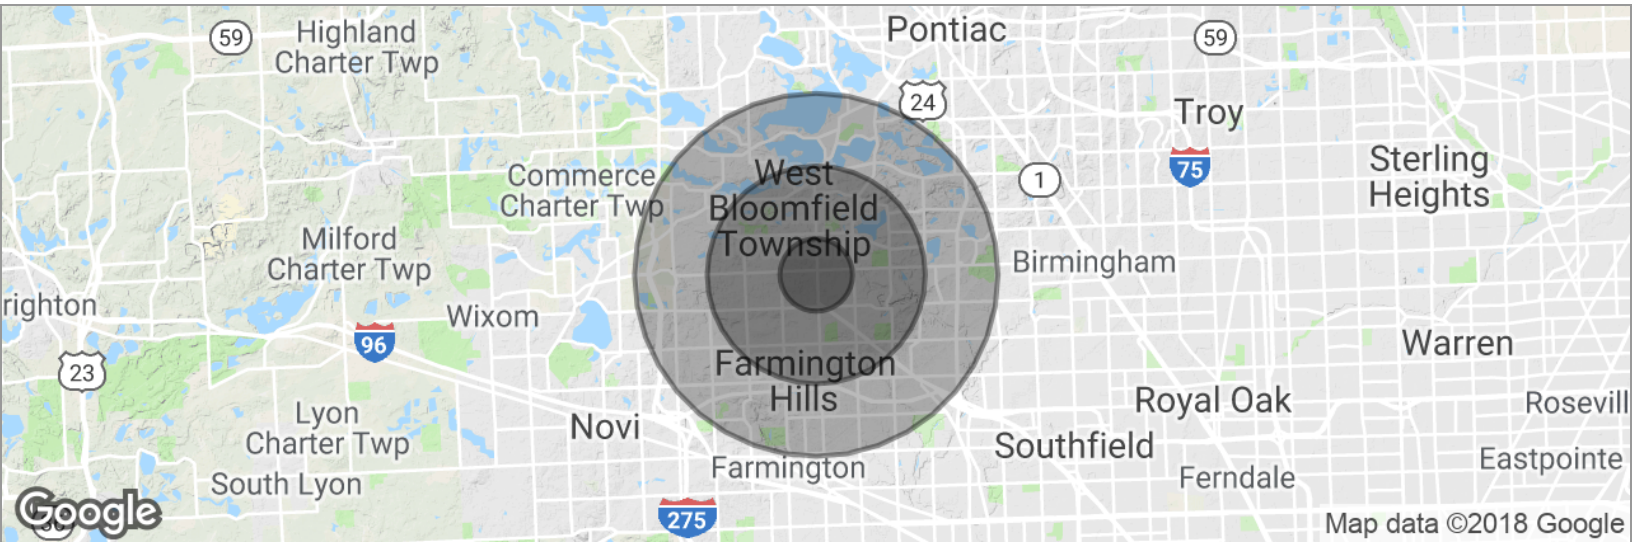 Highland
Charter Twp
59
Pontiac
59
24
Troy
75
Sterling
Heights
1
West
Bloomfield
Township
Commerce
Charter Twp
Milford
Charter Twp
Birmingham
righton
Wixom
96
23
Warren
Farmington
Hills
Royal Oak
Rosevill
Lyon
Charter Twp
Novi
Southfield
Eastpointe
Farmington
Ferndale
South Lyon
275
Google
Map data ©2018 Google